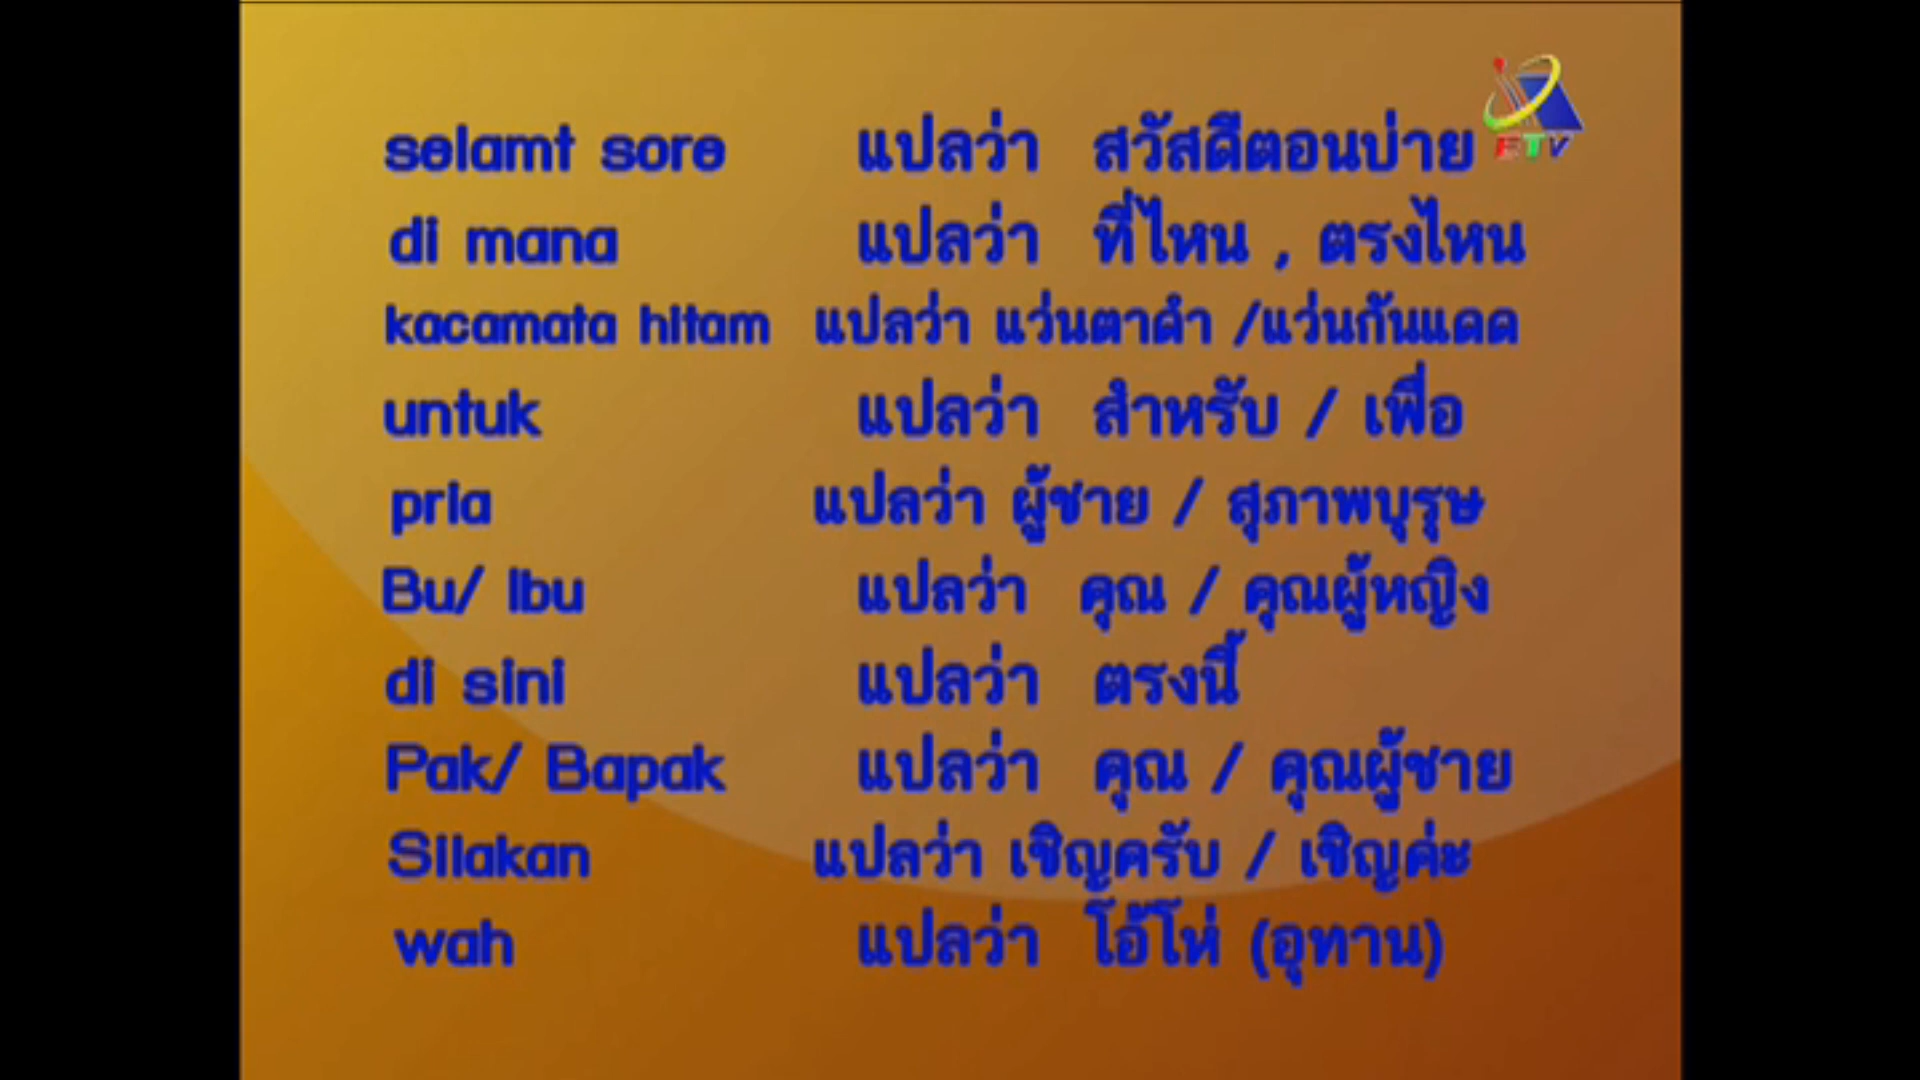 ETV
selamt sore แปลว่า สวัสดีตอนบ่าย
di mana แปลว่า ที่ไหน , ตรงไหน
kacamata hitam แปลว่า แว่นตาดำ /แว่นกันแดด
untuk แปลว่า สำหรับ / เพื่อ
pria แปลว่า ผู้ชาย / สุภาพบุรุษ
Bu/ Ibu แปลว่า คุณ / คุณผู้หญิง
di sini แปลว่า ตรงนี้
Pak/ Bapak แปลว่า คุณ / คุณผู้ชาย
Silakan แปลว่า เชิญครับ / เชิญค่ะ
wah แปลว่า โอ้โห่ (อุทาน)